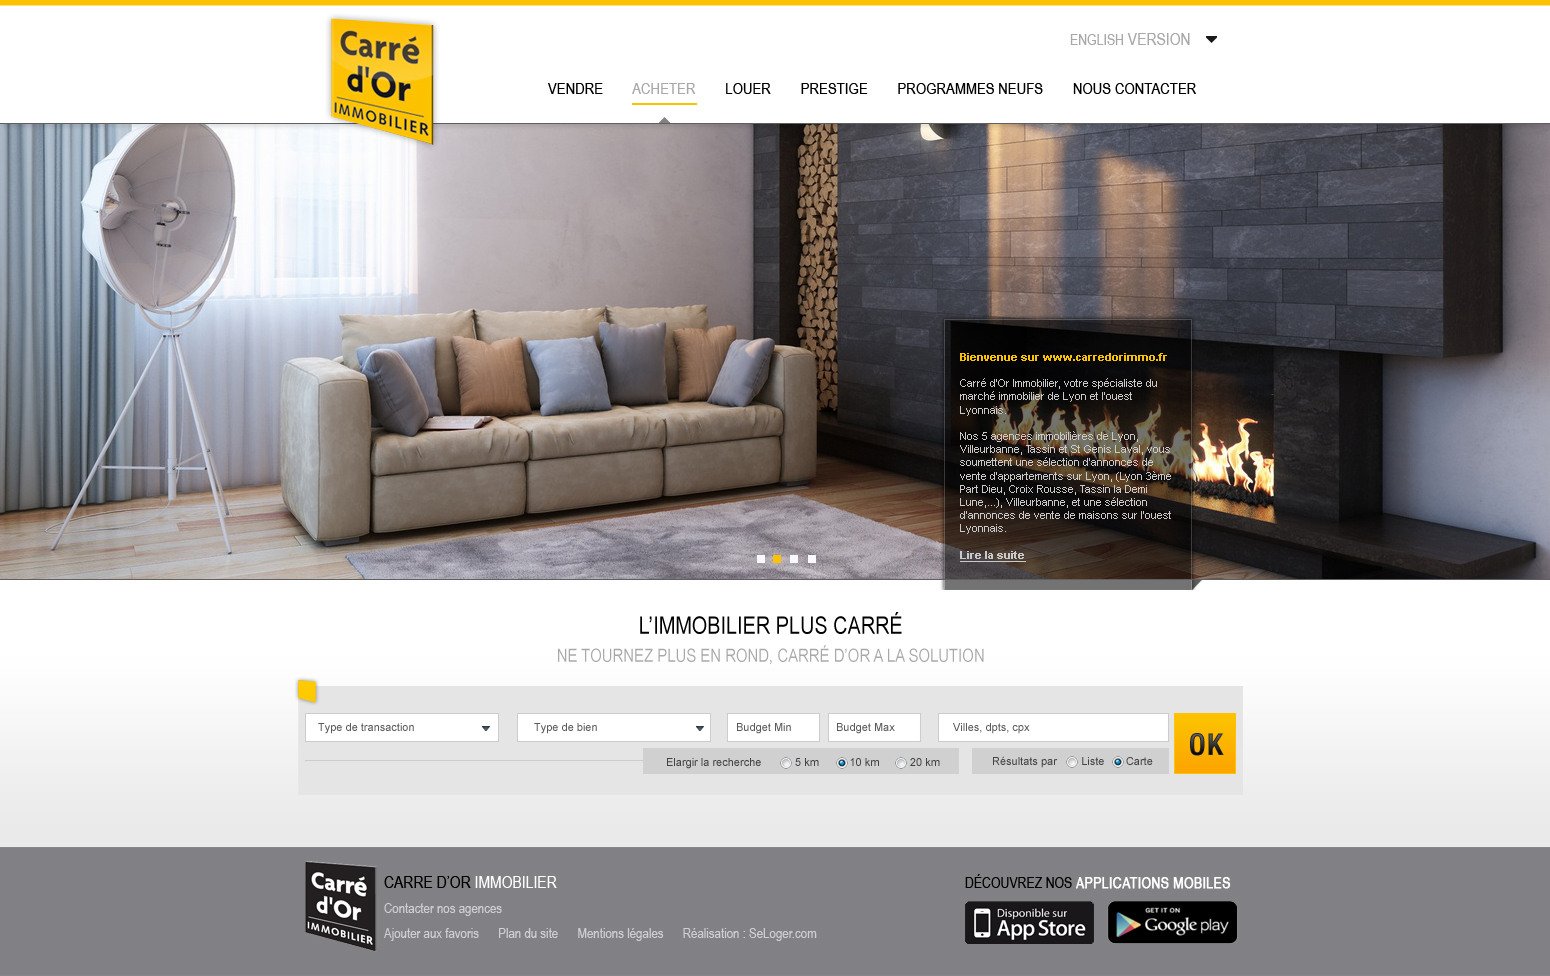 Carré
d'Or
IMMOBILIER
ENGLISH VERSION
VENDRE ACHETER LOUER PRESTIGE PROGRAMMES NEUFS NOUS CONTACTER
Bienvenue sur www.carredorimmo.fr
Carré d'Or Immobilier, votre spécialiste du
marché immobilier de Lyon et l'ouest
Lyonnais.
Nos 5 agences immobilières de Lyon,
Villeurbanne, Tassin et St Genis Laval, vous
soumettent une sélection d'annonces de
vente d'appartements sur Lyon, (Lyon 3ème
Part Dieu, Croix Rousse, Tassin la Demi
Lune,...), Villeurbanne, et une sélection
d'annonces de vente de maisons sur l'ouest
Lyonnais.
Lire la suite
L'IMMOBILIER PLUS CARRÉ
NE TOURNEZ PLUS EN ROND, CARRÉ D'OR A LA SOLUTION
Type de transaction Type de bien Budget Min Budget Max Villes, dpts, cpx OK
Elargir la recherche 5 km 10 km 20 km Résultats par Liste Carte
Carré
d'Or
IMMOBILIER
CARRE D'OR IMMOBILIER
Contacter nos agences
Ajouter aux favoris Plan du site Mentions légales Réalisation : SeLoger.com
DÉCOUVREZ NOS APPLICATIONS MOBILES
Disponible sur
App Store
GET IT ON
Google play